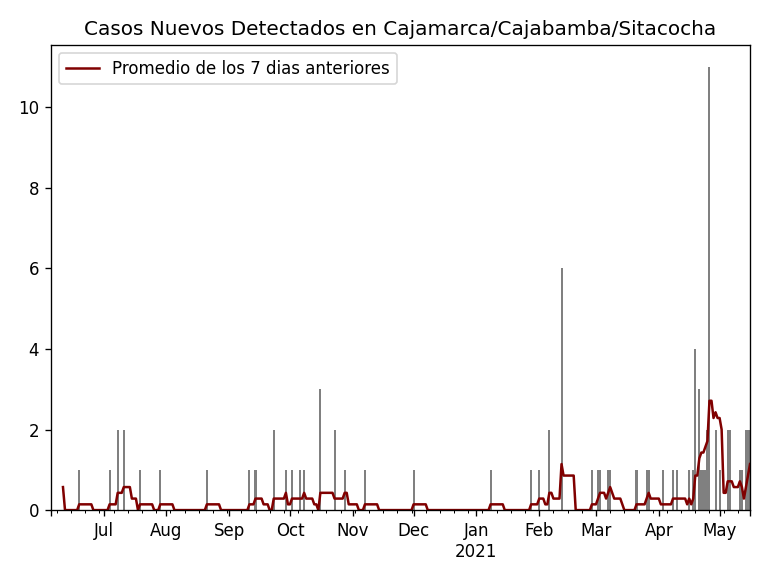 Casos Nuevos Detectados en Cajamarca/Cajabamba/Sitacocha
Promedio de los 7 dias anteriores
10
8
6
4
2
0
Jul Aug Sep Oct Nov Dec Jan Feb Mar Apr May
2021